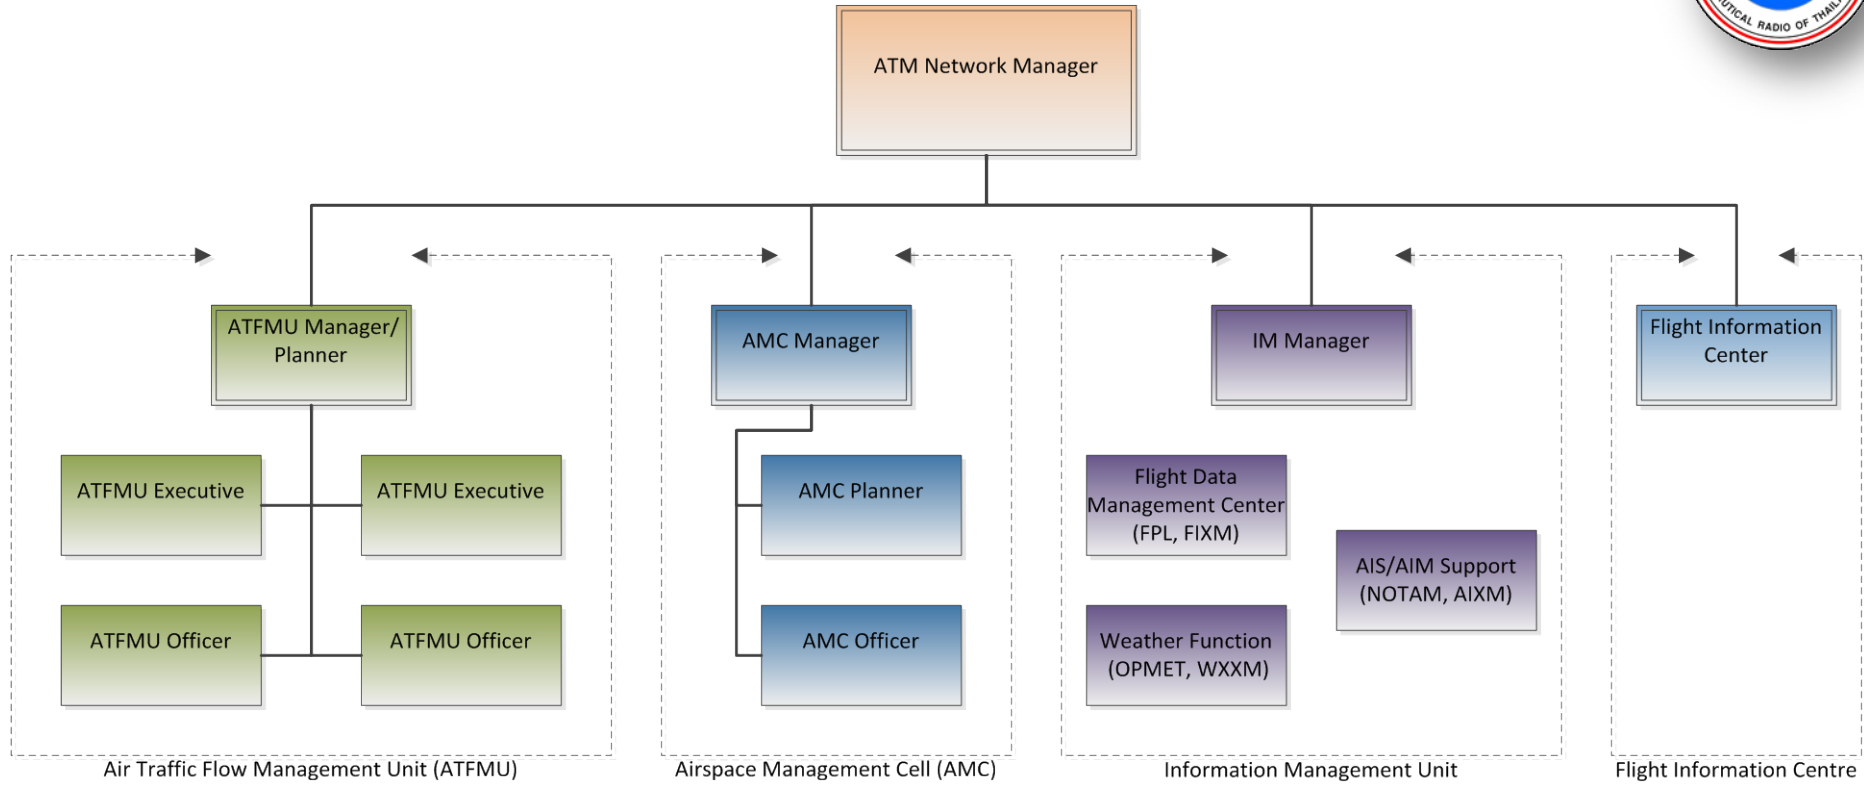 RADIO OF
ATM Network Manager
ATFMU Manager/
Planner
AMC Manager
IM Manager
Flight Information
Center
ATFMU Executive
ATFMU Executive
AMC Planner
Flight Data
Management Center
(FPL, FIXM)
AIS/AIM Support
(NOTAM, AIXM)
ATFMU Officer
ATFMU Officer
AMC Officer
Weather Function
(OPMET, WXXM)
Air Traffic Flow Management Unit (ATFMU)
Airspace Management Cell (AMC)
Information Management Unit
Flight Information Centre